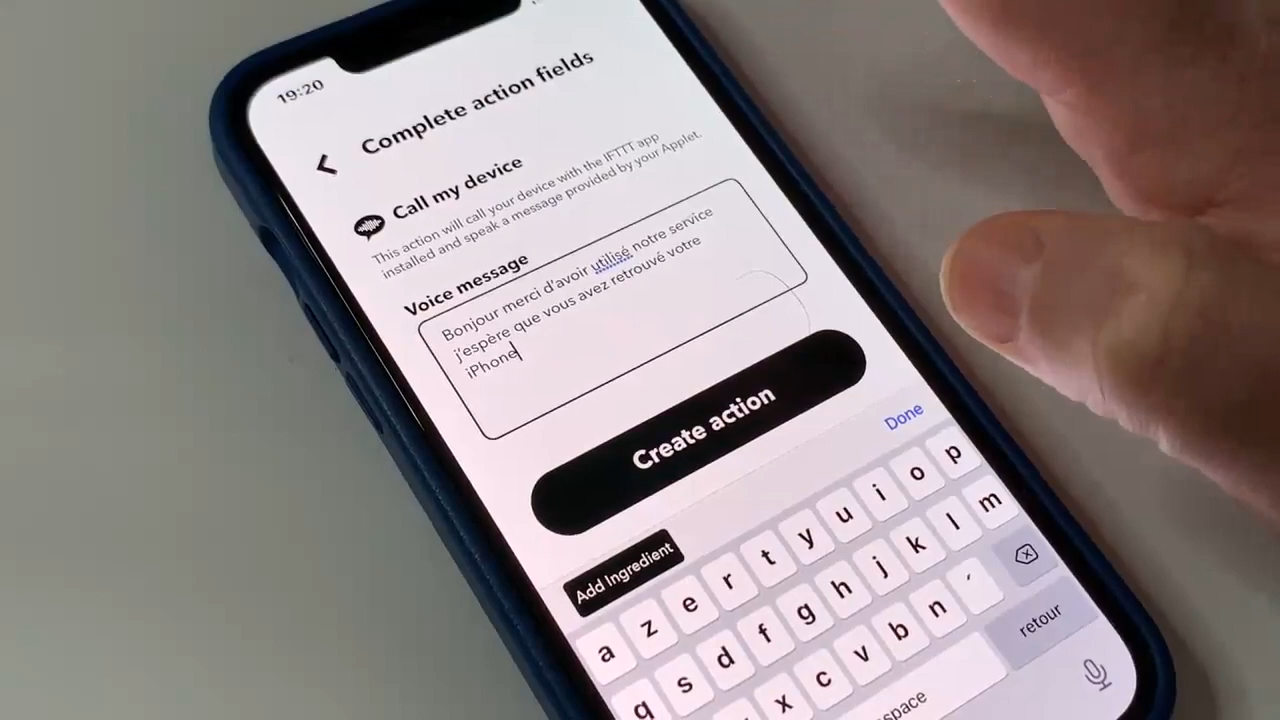 19:20
Complete action fields
Call my device
This action will call your device with the IFTTT app
installed and speak a message provided by your Applet.
Voice message
Bonjour merci d'avoir utilisé notre service
j'espère que vous avez retrouvé votre
iPhone
Create action
Done
Add Ingredient
a z e r t y u i o p
q s d f g h j k l m
x c v b n ´
space retour